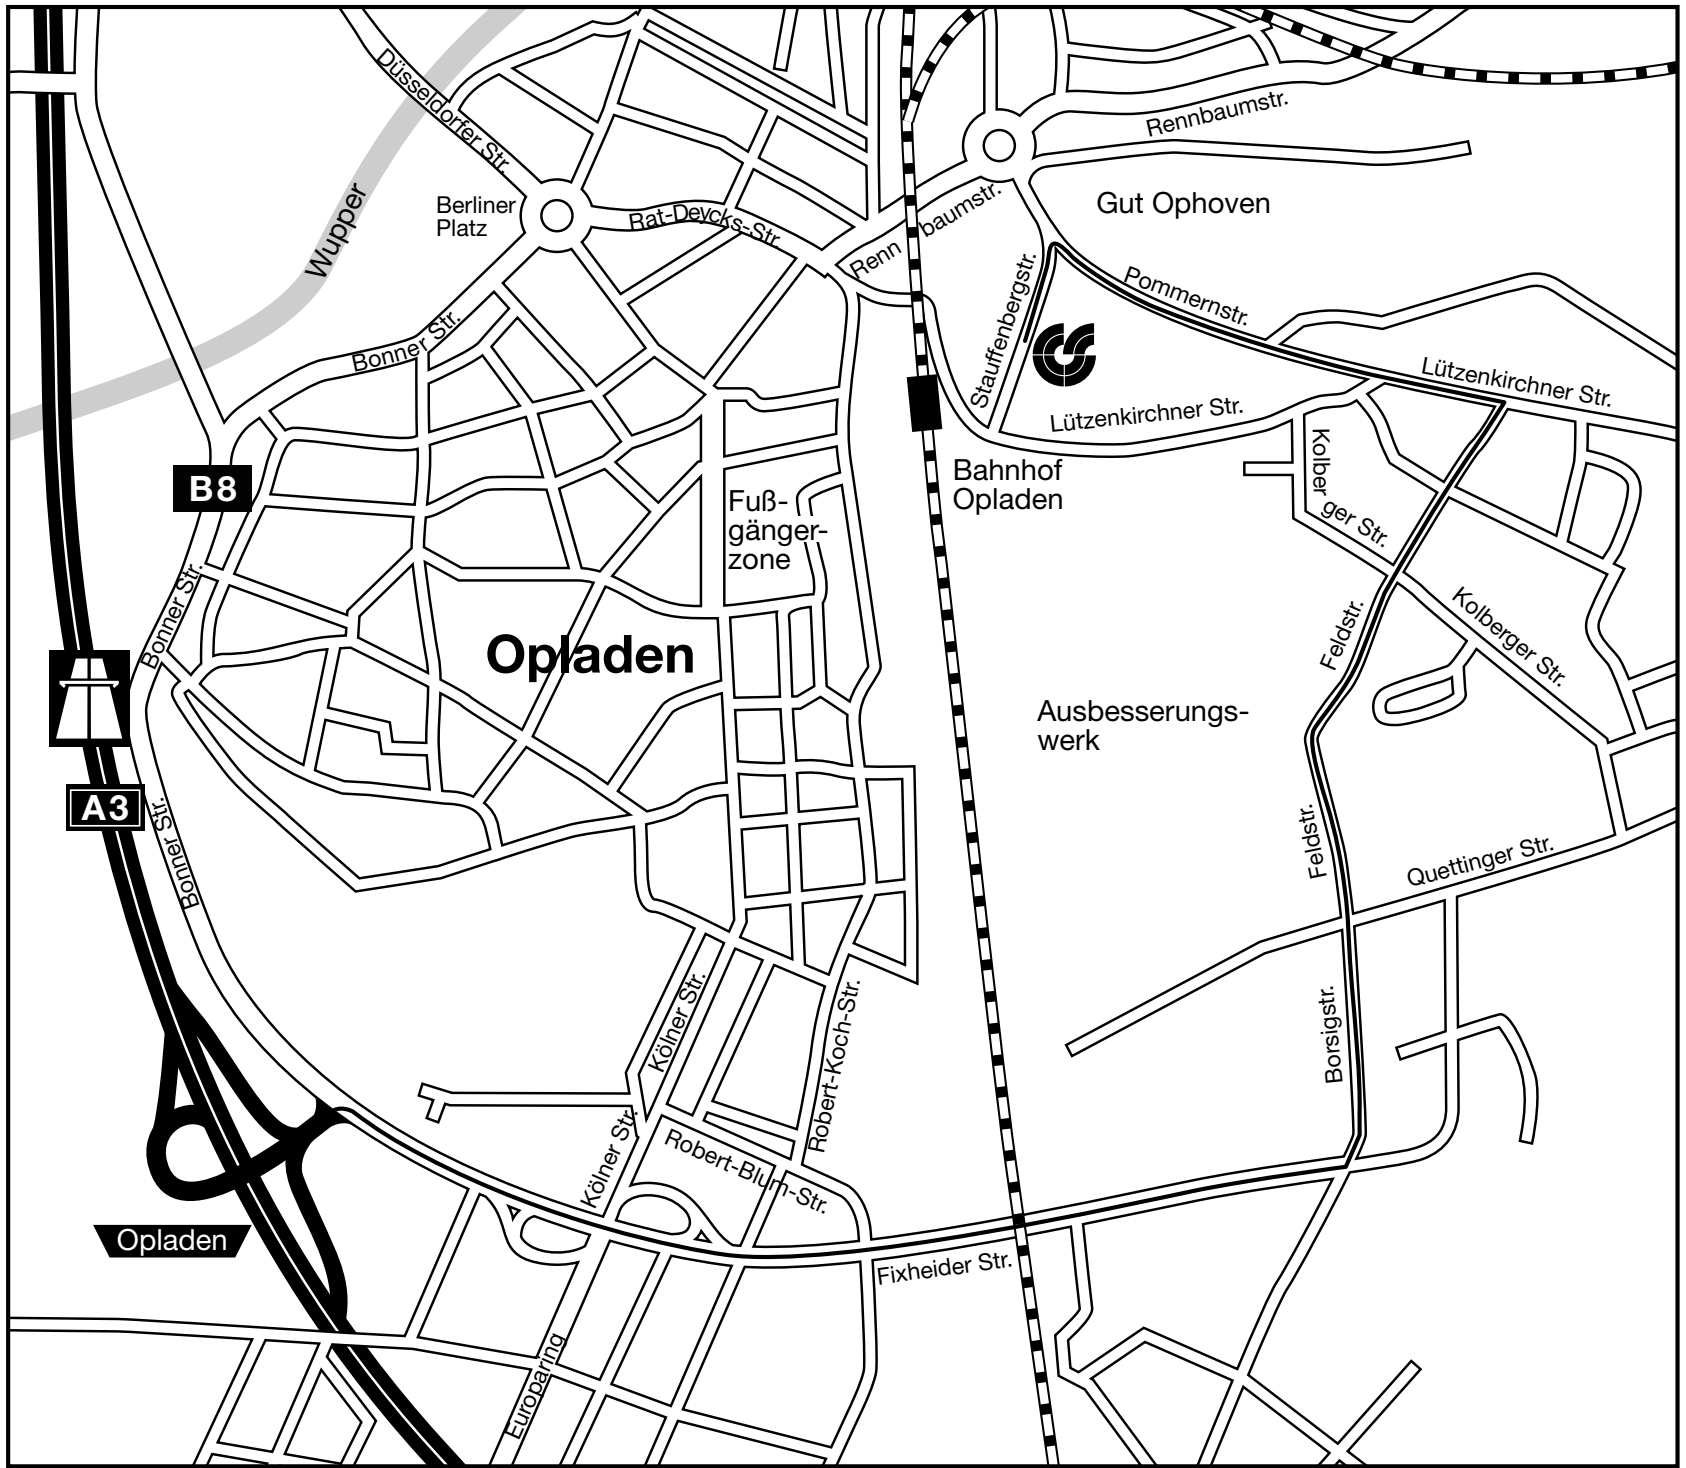 Düsseldorfer Str.
Rennbaumstr.
Wupper
Berliner
Platz
Rat-Deycks-Str.
Renn
baumstr.
Gut Ophoven
Bonner Str.
Stauffenbergstr.
Pommernstr.
Lützenkirchner Str.
Lützenkirchner Str.
B8
Fuß-
gänger-
zone
Bahnhof
Opladen
Kolber
ger Str.
Bonner Str.
Opladen
Feldstr.
Kolberger Str.
Ausbesserungs-
werk
A3
Bonner Str.
Feldstr.
Quettinger Str.
Kölner Str.
Robert-Koch-Str.
Borsigstr.
Kölner Str.
Robert-Blum-Str.
Opladen
Fixheider Str.
Europaring